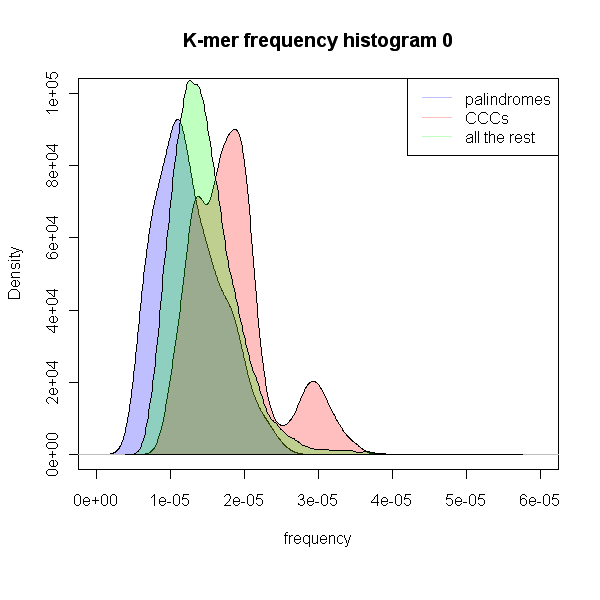 K-mer frequency histogram 0
palindromes
CCCs
all the rest
Density
1e+05
8e+04
6e+04
4e+04
2e+04
0e+00
0e+00 1e-05 2e-05 3e-05 4e-05 5e-05 6e-05
frequency